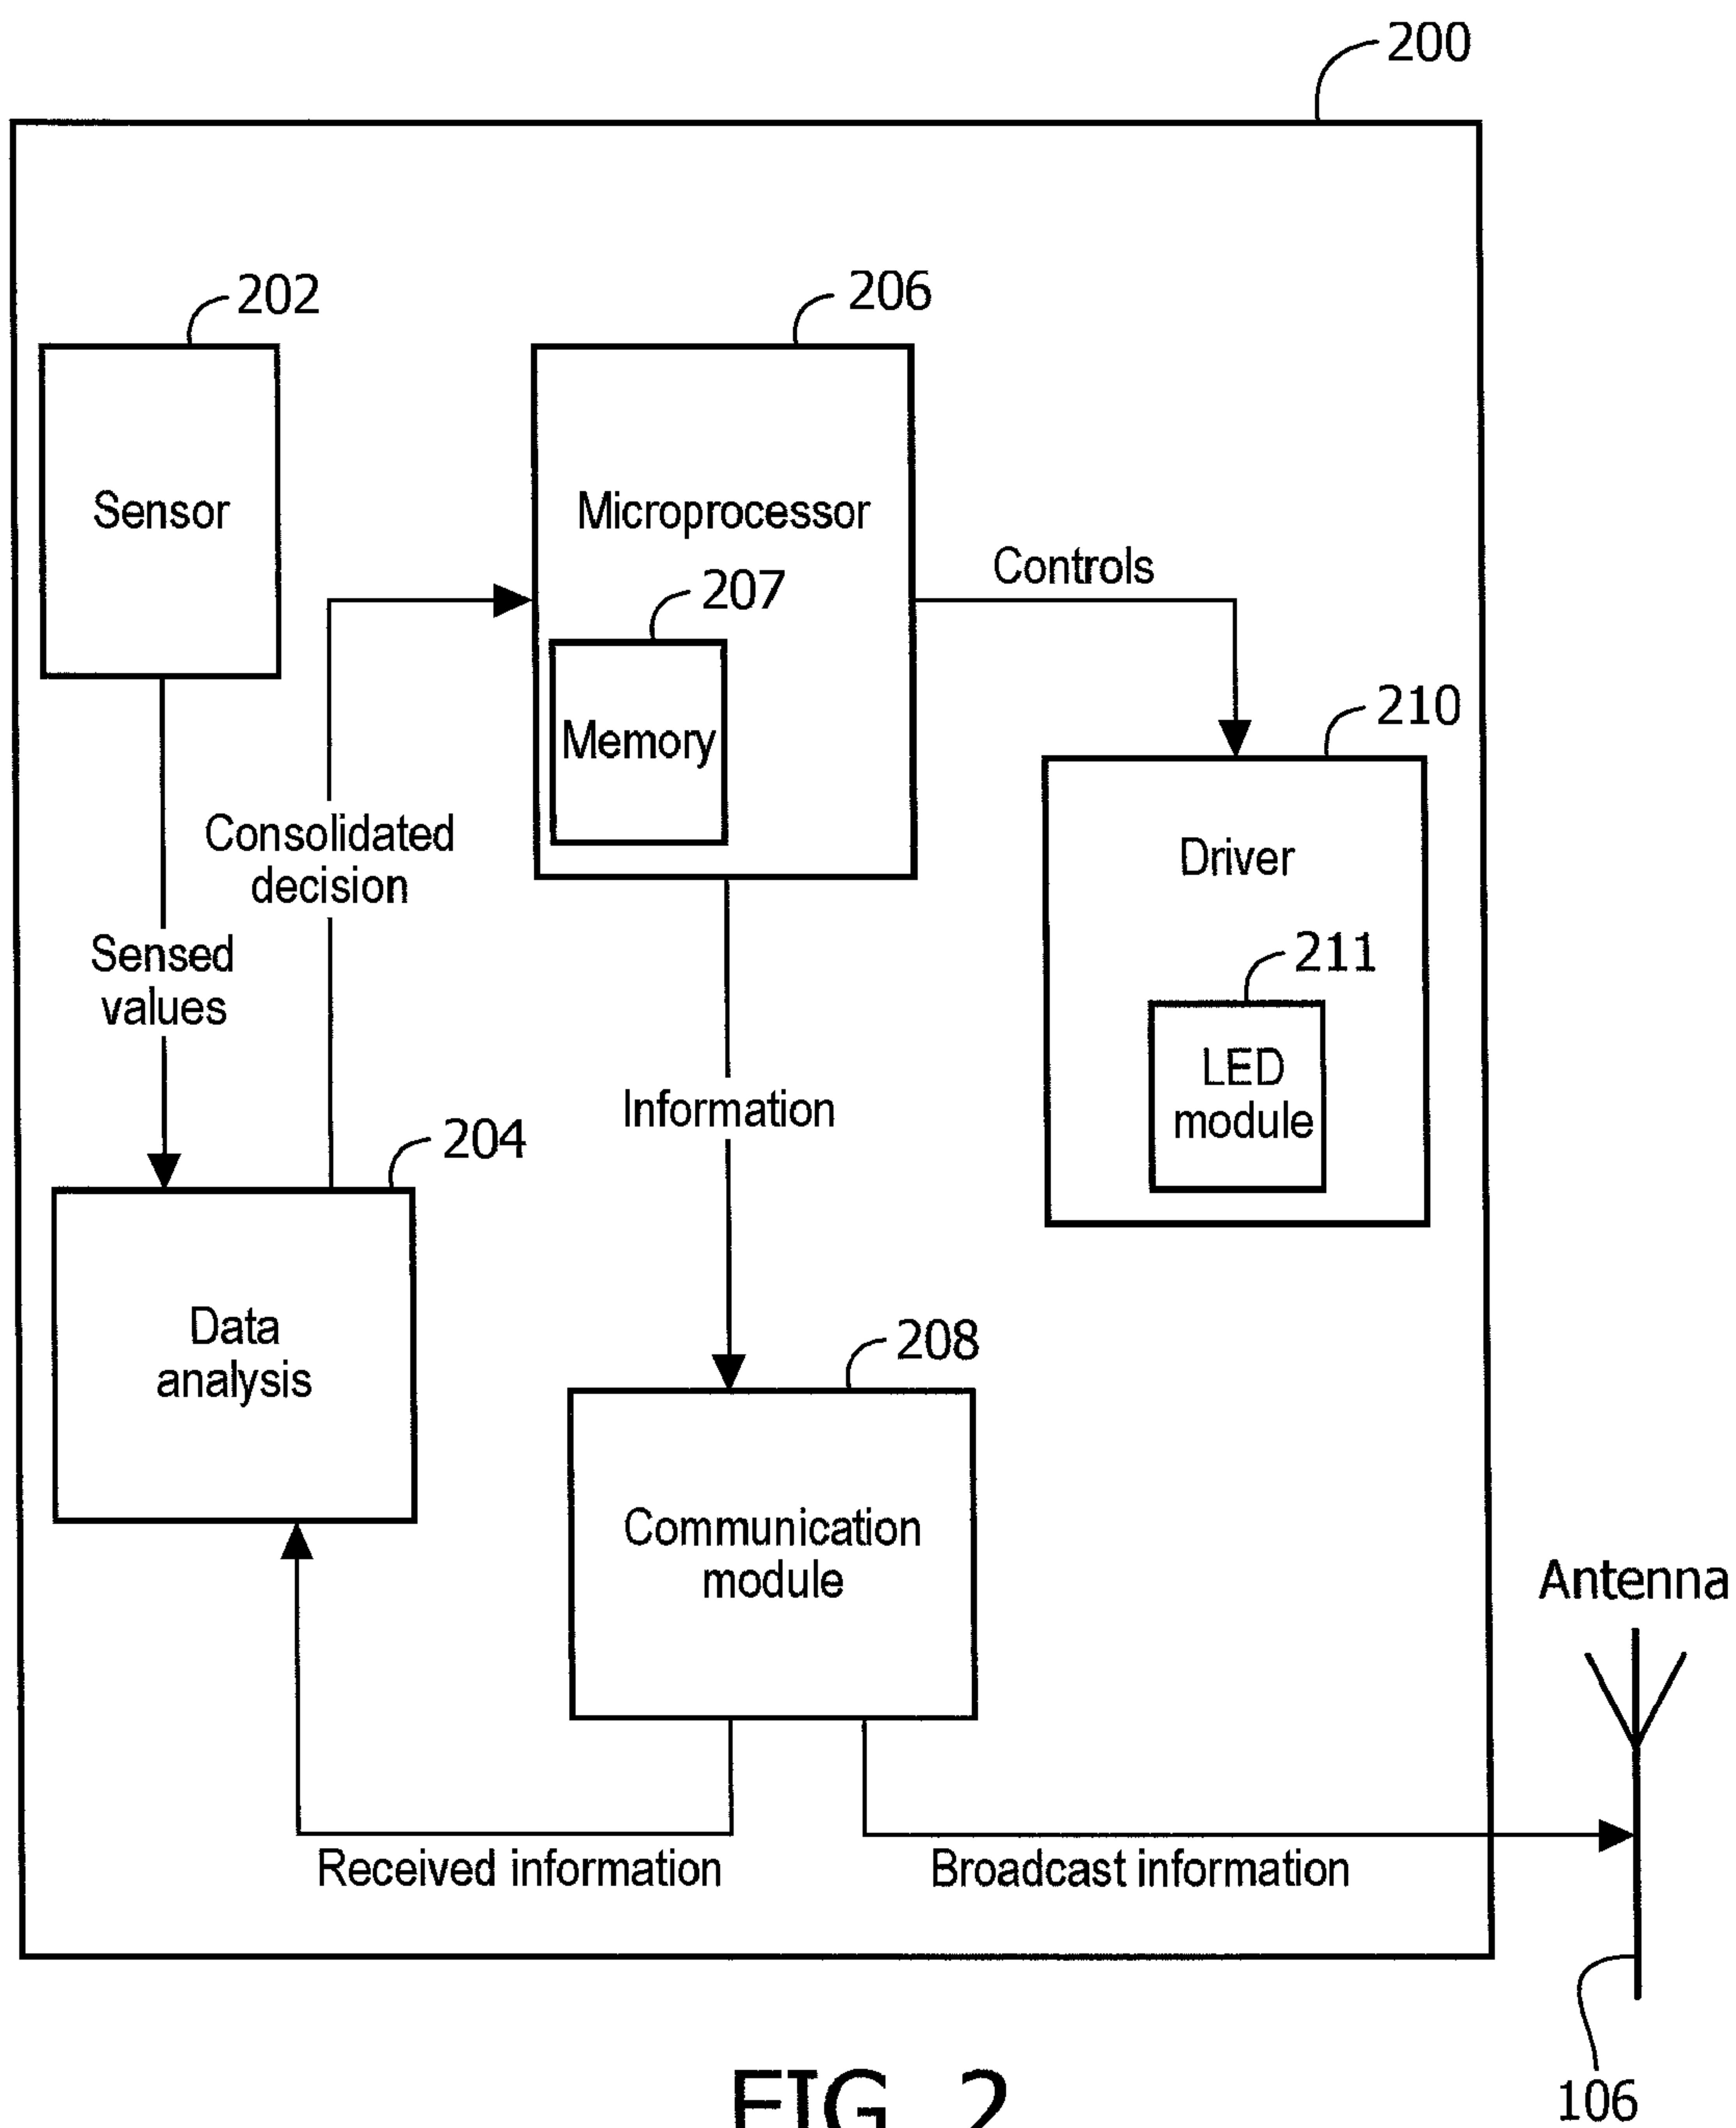 200
202
206
Sensor
Microprocessor
Controls
207
Memory
210
Consolidated
decision
Driver
Sensed
values
211
LED
module
Information
204
Data
analysis
208
Communication
module
Antenna
Received information
Broadcast information
106
FIG. 2